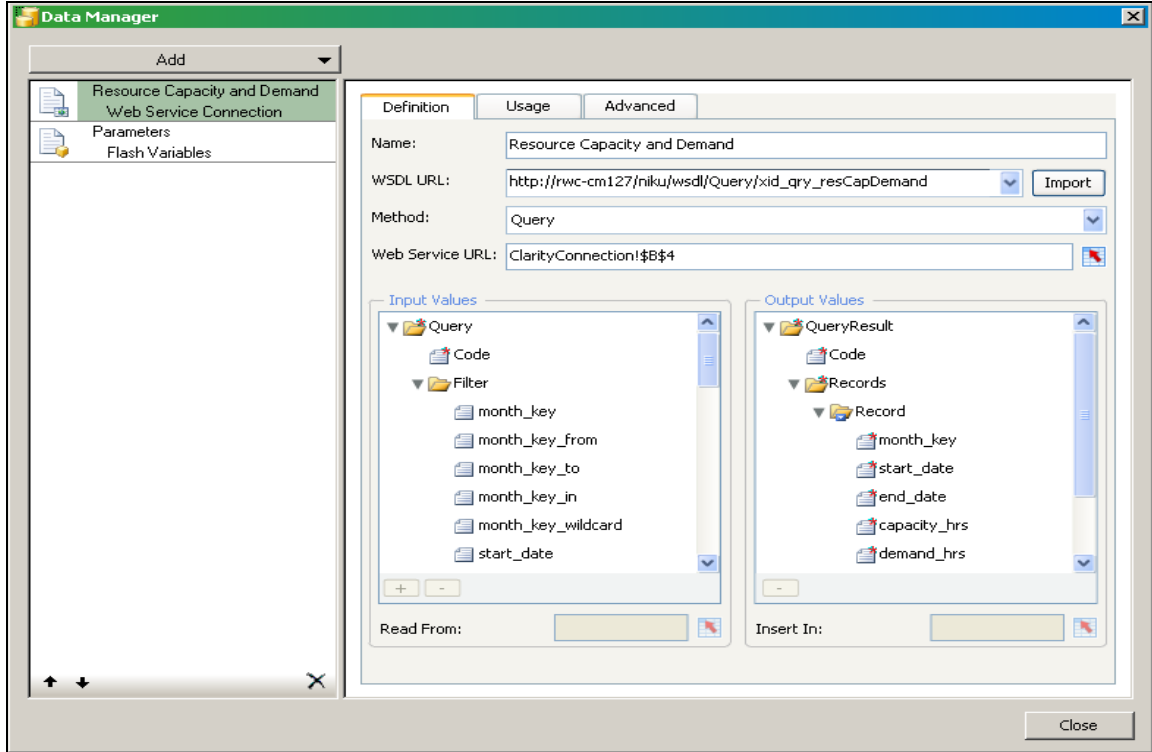 Data Manager
Add
Resource Capacity and Demand
Web Service Connection
Parameters
Flash Variables
Definition
Usage
Advanced
Name:
Resource Capacity and Demand
WSDL URL:
http://rwc-cm127/niku/wsdl/Query/xid_qry_resCapDemand
Import
Method:
Query
Web Service URL:
ClarityConnection!$B$4
Input Values
Query
Code
Filter
month_key
month_key_from
month_key_to
month_key_in
month_key_wildcard
start_date
+ -
Read From:
Output Values
QueryResult
Code
Records
Record
month_key
start_date
end_date
capacity_hrs
demand_hrs
-
Insert In:
Close